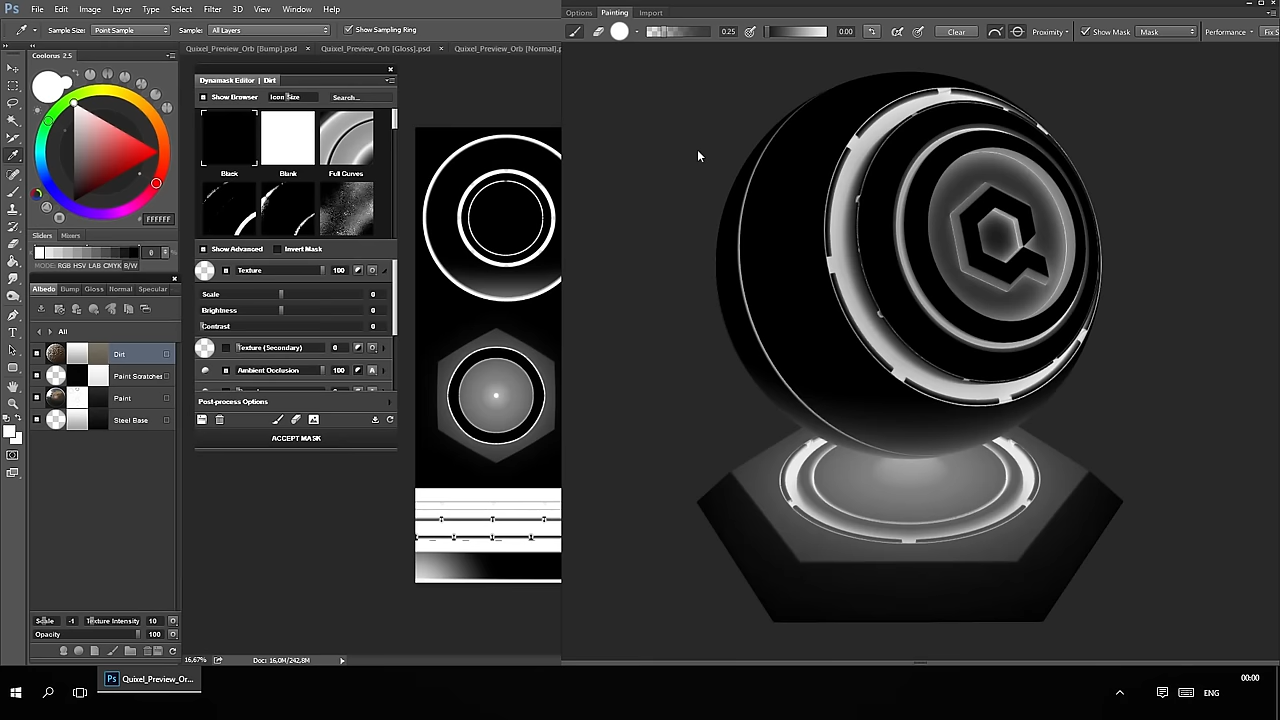 Ps File Edit Image Layer Type Select Filter 3D View Window Help
Options Painting Import
Sample Size: Point Sample Sample: All Layers Show Sampling Ring
0.25 0.00 Clear Proximity Show Mask Mask Performance Fix S
Quixel_Preview_Orb [Bump].psd × Quixel_Preview_Orb [Gloss].psd × Quixel_Preview_Orb [Normal].p
Coolorus 2.5
FFFFFF
Sliders Mixers
0
MODE: RGB HSV LAB CMYK B/W
Albedo Bump Gloss Normal Specular
All
Dirt
Paint Scratches
Paint
Steel Base
Scale -1 Texture Intensity 10
Opacity 100
Dynamask Editor | Dirt
Show Browser Icon Size Search...
Black Blank Full Curves
Show Advanced Invert Mask
Texture 100
Scale 0
Brightness 0
Contrast 0
Texture (Secondary) 0
Ambient Occlusion 100 A
Post-process Options
ACCEPT MASK
16.67% Doc: 16.0M/242.8M
Ps Quixel_Preview_Or...
ENG
00:00